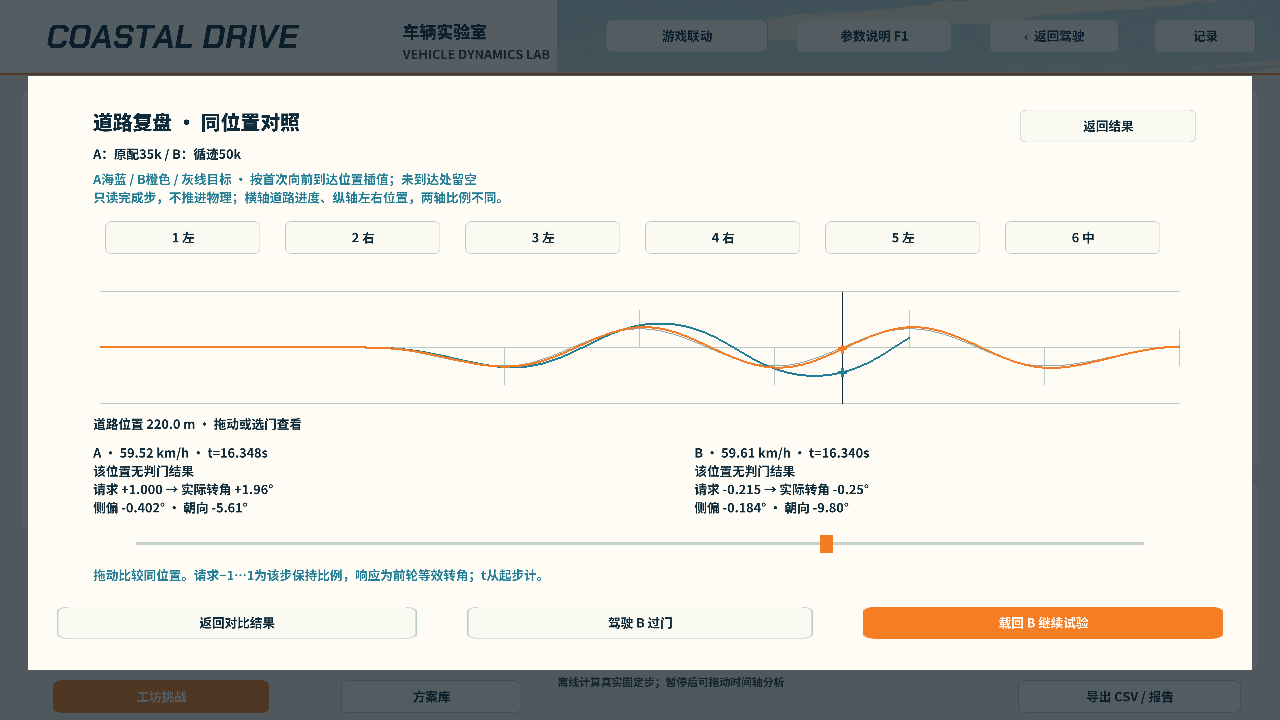 COASTAL DRIVE
车辆实验室
VEHICLE DYNAMICS LAB
游戏联动
参数说明 F1
‹ 返回驾驶
记录
道路复盘 · 同位置对照
返回结果
A：原配35k / B：循迹50k
A海蓝 / B橙色 / 灰线目标 · 按首次向前到达位置插值；未到达处留空
只读完成步，不推进物理；横轴道路进度、纵轴左右位置，两轴比例不同。
1 左
2 右
3 左
4 右
5 左
6 中
道路位置 220.0 m · 拖动或选门查看
A · 59.52 km/h · t=16.348s
该位置无判门结果
请求 +1.000 → 实际转角 +1.96°
侧偏 -0.402° · 朝向 -5.61°
B · 59.61 km/h · t=16.340s
该位置无判门结果
请求 -0.215 → 实际转角 -0.25°
侧偏 -0.184° · 朝向 -9.80°
拖动比较同位置。请求−1…1为该步保持比例，响应为前轮等效转角；t从起步计。
返回对比结果
驾驶 B 过门
载回 B 继续试验
工坊挑战
方案库
离线计算真实固定步；暂停后可拖动时间轴分析
导出 CSV / 报告